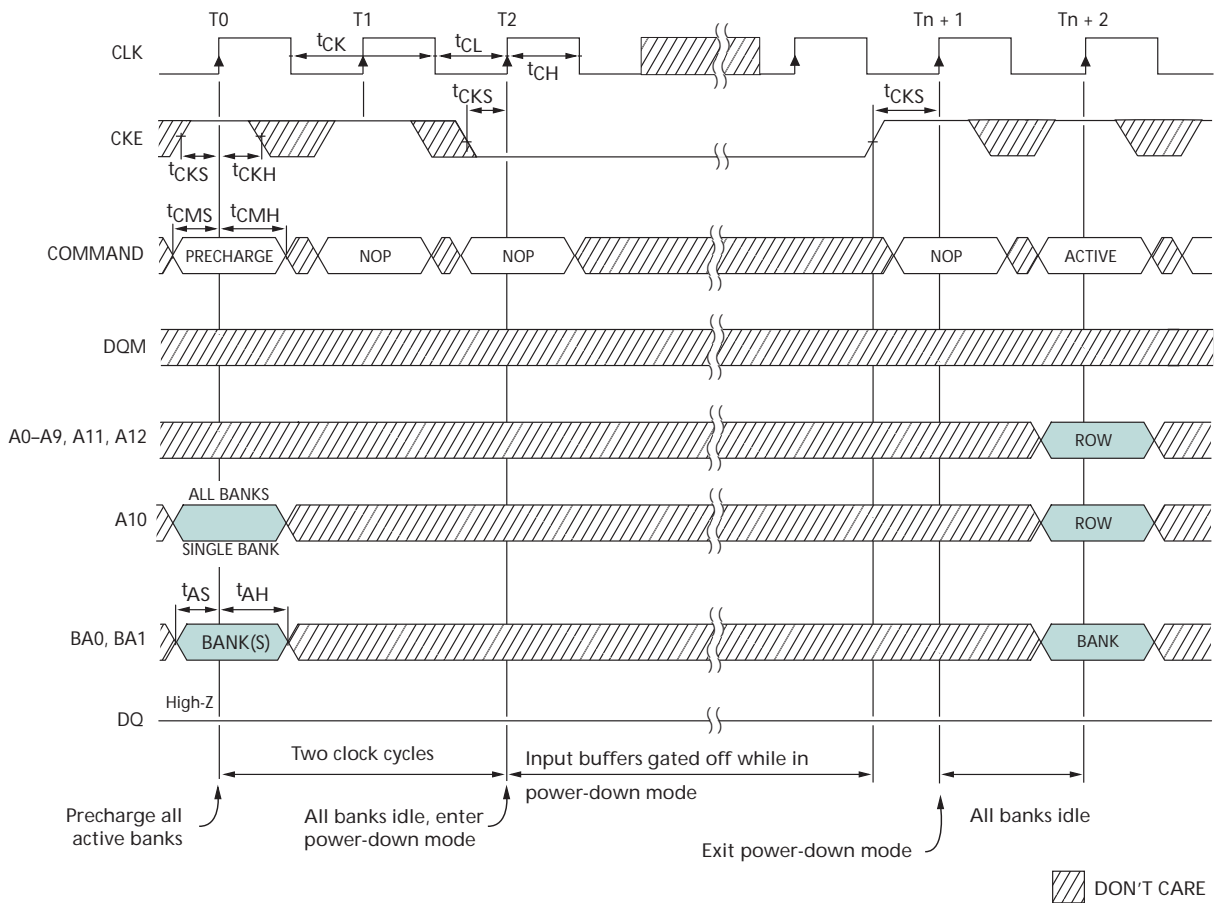 T0 T1 T2 Tn + 1 Tn + 2
CLK
tCK tCL tCH
tCKS tCKS
CKE
tCKS tCKH
tCMS tCMH
COMMAND PRECHARGE NOP NOP NOP ACTIVE
DQM
A0–A9, A11, A12 ROW
ALL BANKS
A10 ROW
SINGLE BANK
tAS tAH
BA0, BA1 BANK(S) BANK
High-Z
DQ
Two clock cycles
Input buffers gated off while in
power-down mode
Precharge all
active banks
All banks idle, enter
power-down mode
All banks idle
Exit power-down mode
DON'T CARE